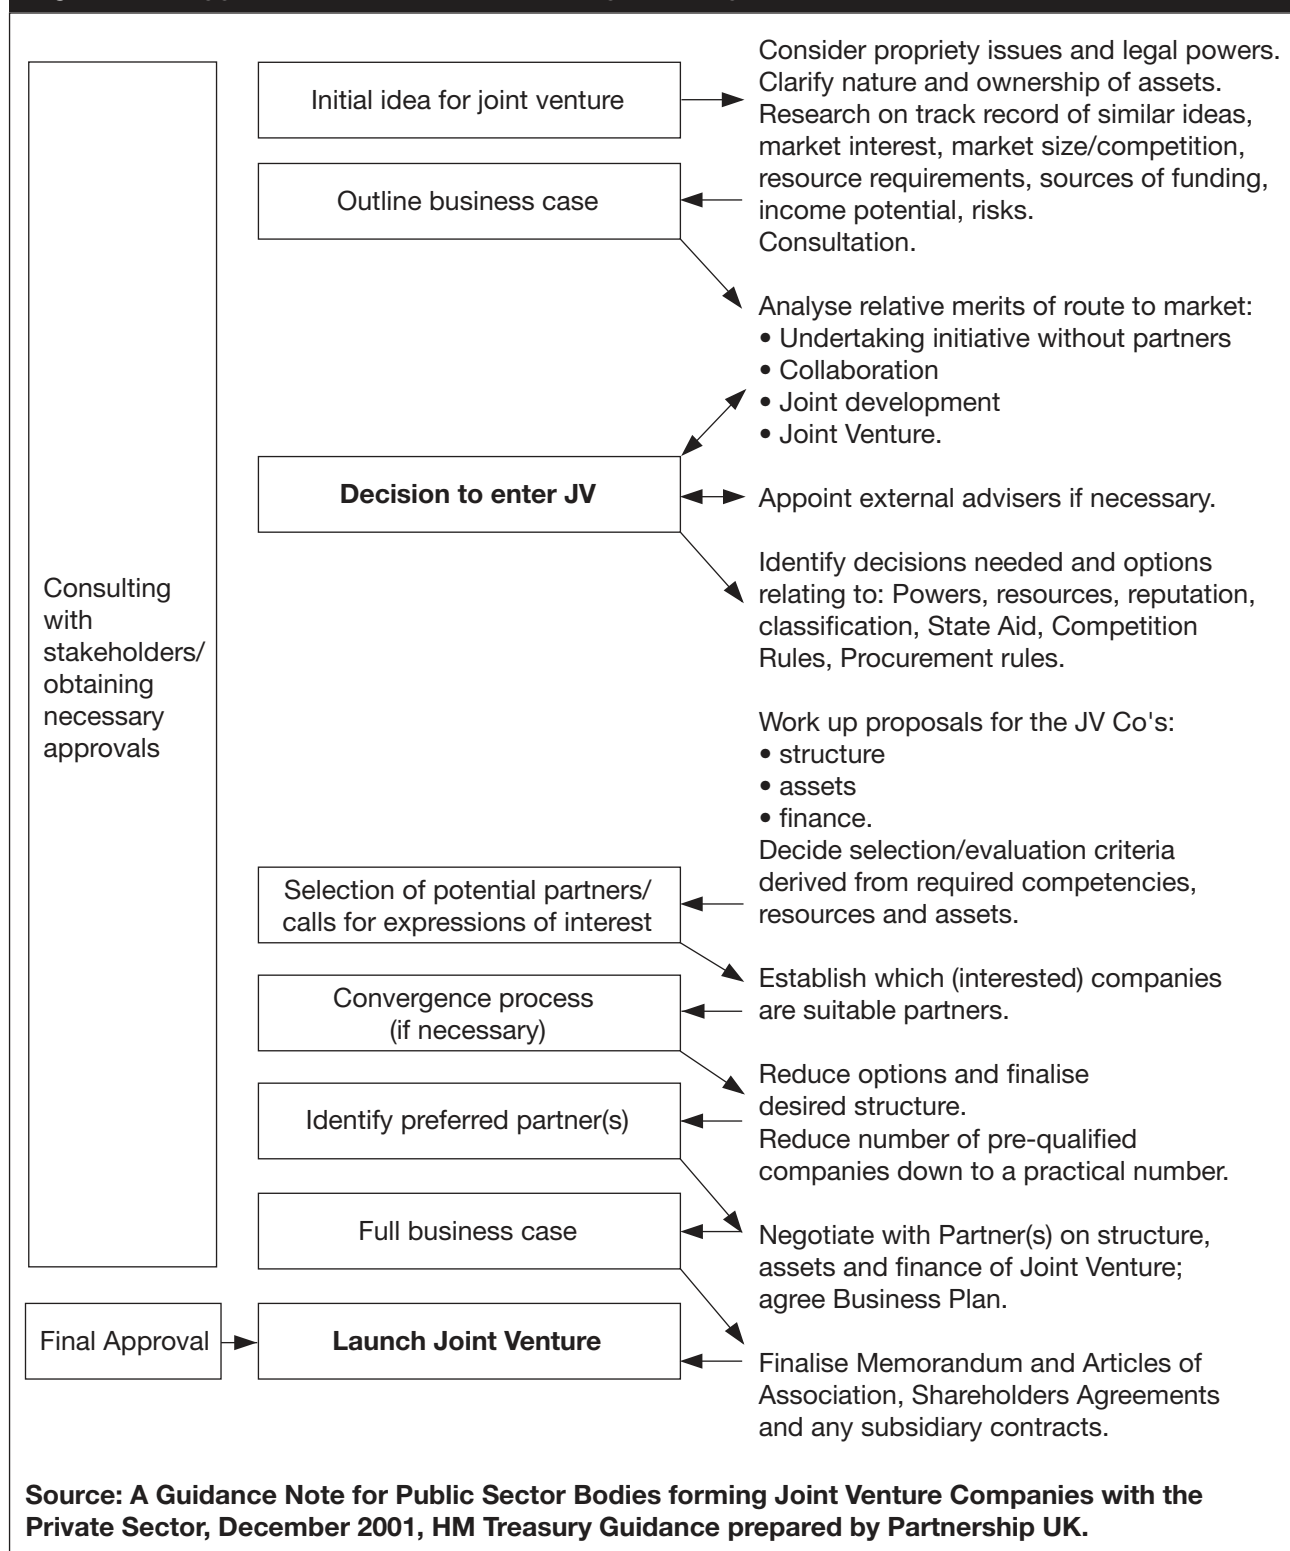 Consulting
with
stakeholders/
obtaining
necessary
approvals
Initial idea for joint venture
Consider propriety issues and legal powers.
Clarify nature and ownership of assets.
Research on track record of similar ideas,
market interest, market size/competition,
resource requirements, sources of funding,
income potential, risks.
Consultation.
Outline business case
Analyse relative merits of route to market:
• Undertaking initiative without partners
• Collaboration
• Joint development
• Joint Venture.
Decision to enter JV
Appoint external advisers if necessary.
Identify decisions needed and options
relating to: Powers, resources, reputation,
classification, State Aid, Competition
Rules, Procurement rules.
Work up proposals for the JV Co's:
• structure
• assets
• finance.
Decide selection/evaluation criteria
derived from required competencies,
resources and assets.
Selection of potential partners/
calls for expressions of interest
Establish which (interested) companies
are suitable partners.
Convergence process
(if necessary)
Reduce options and finalise
desired structure.
Reduce number of pre-qualified
companies down to a practical number.
Identify preferred partner(s)
Negotiate with Partner(s) on structure,
assets and finance of Joint Venture;
agree Business Plan.
Full business case
Finalise Memorandum and Articles of
Association, Shareholders Agreements
and any subsidiary contracts.
Final Approval
Launch Joint Venture
Source: A Guidance Note for Public Sector Bodies forming Joint Venture Companies with the
Private Sector, December 2001, HM Treasury Guidance prepared by Partnership UK.